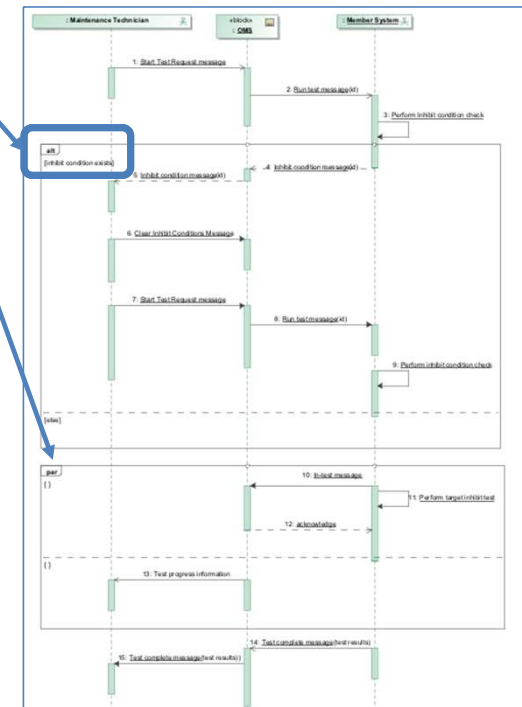 : Maintenance Technician
«block»
: OMS
: Member System
1: Start Test Request message
2: Run test message(id)
3: Perform Inhibit condition check
alt
[inhibit condition exists]
4: Inhibit condition message(id)
5: Inhibit condition message(id)
6: Clear Inhibit Conditions Message
7: Start Test Request message
8: Run test message(id)
9: Perform inhibit condition check
[else]
par
[ ]
10: In-test message
11: Perform target inhibit test
12: acknowledge
[ ]
13: Test progress information
14: Test complete message(test results)
15: Test complete message(test results))